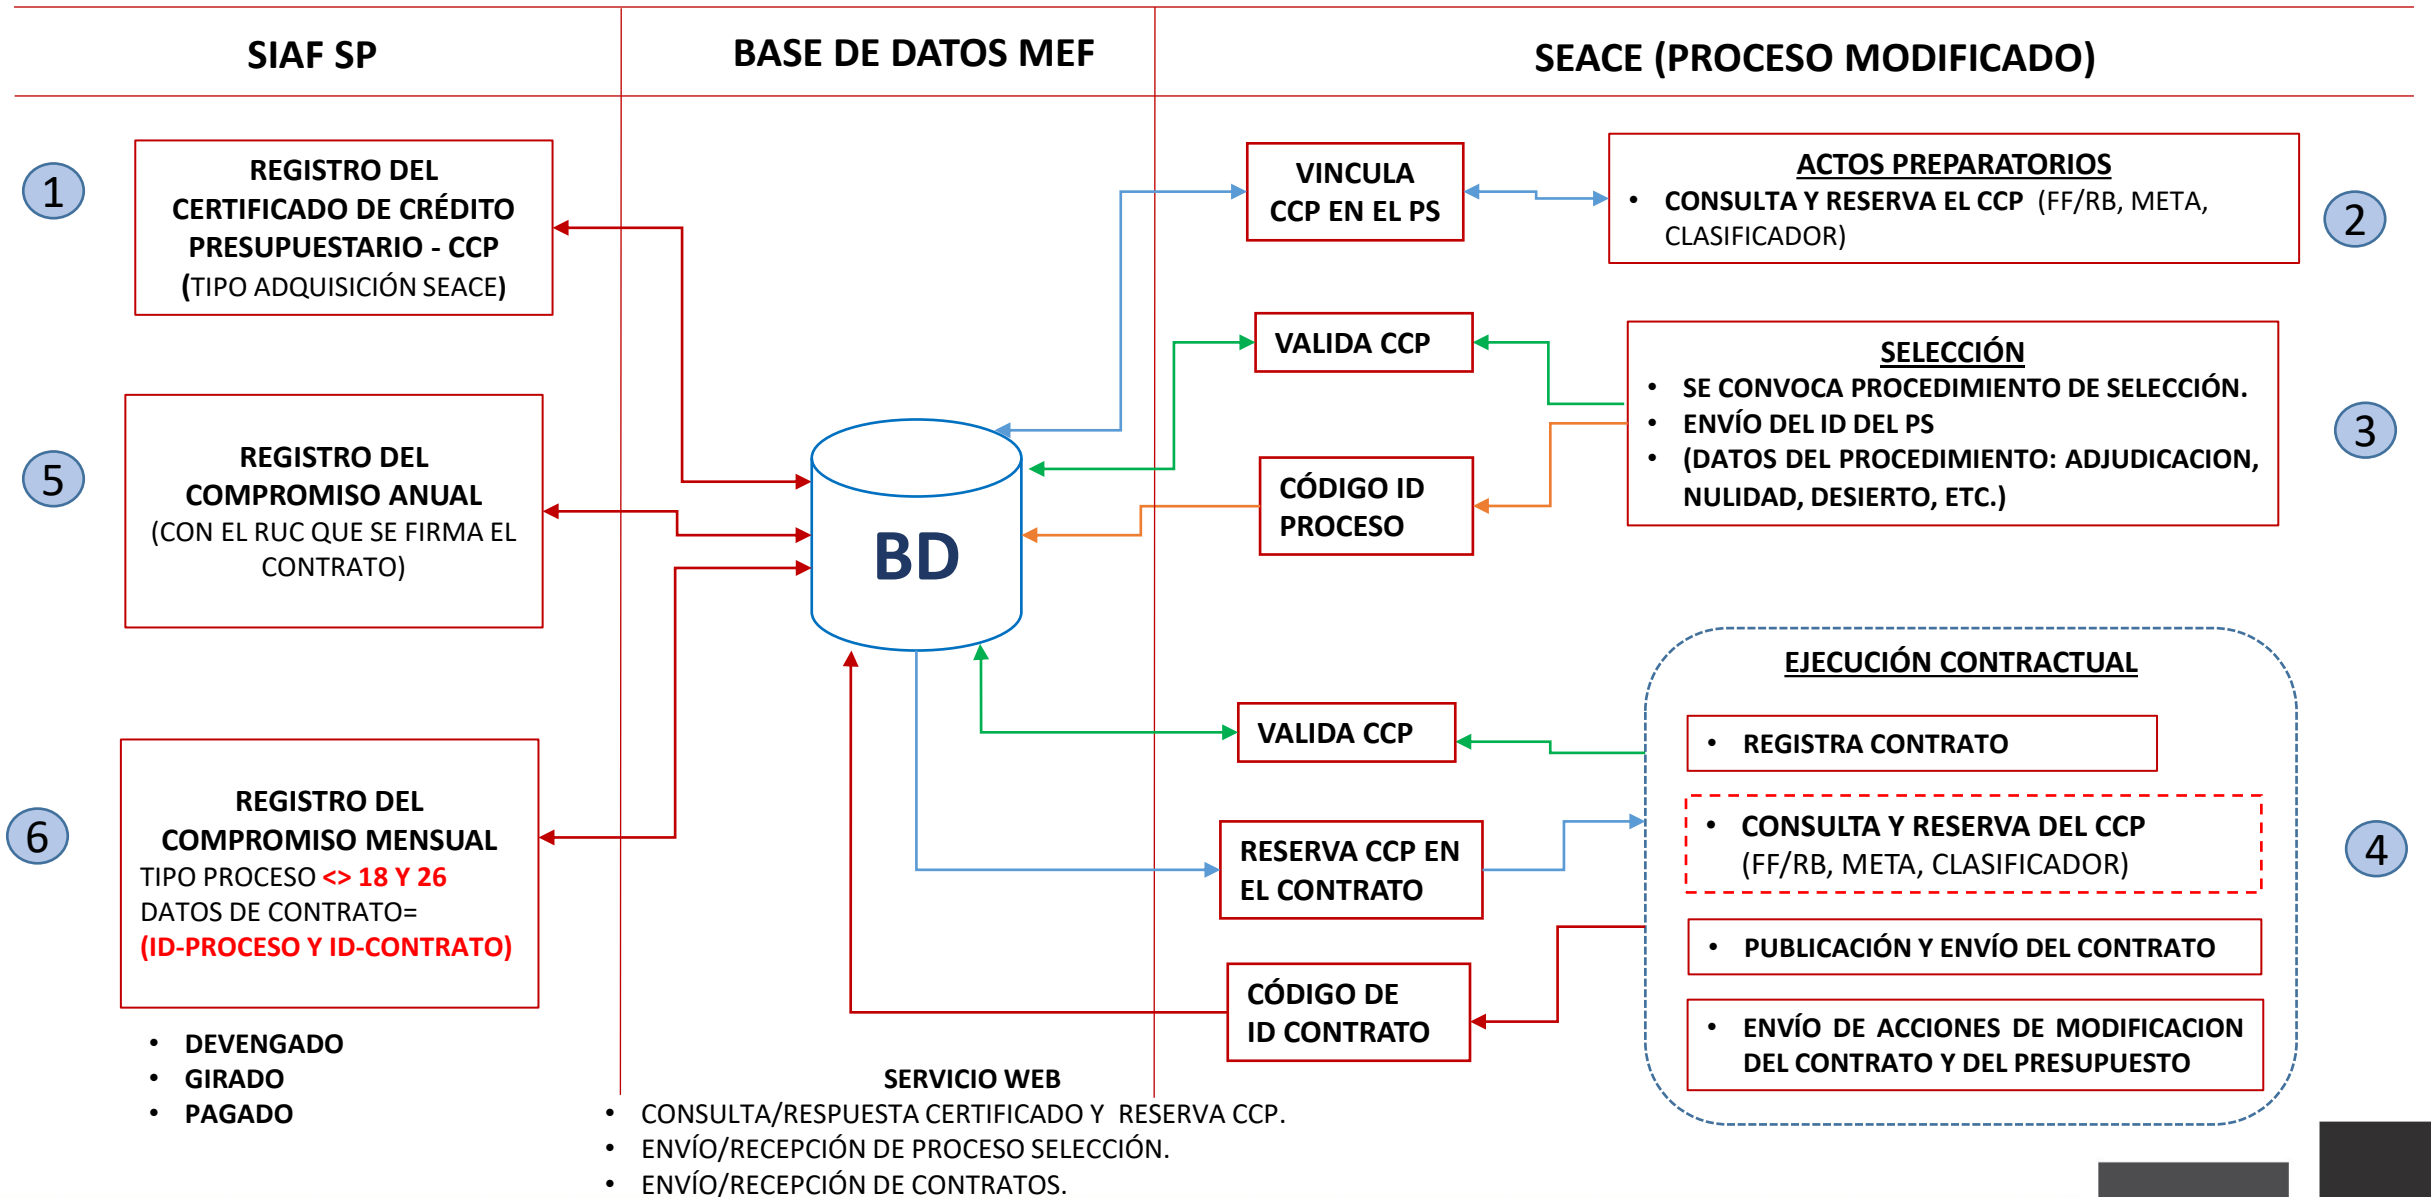 SIAF SP
BASE DE DATOS MEF
SEACE (PROCESO MODIFICADO)
1
REGISTRO DEL
CERTIFICADO DE CRÉDITO
PRESUPUESTARIO - CCP
(TIPO ADQUISICIÓN SEACE)
5
REGISTRO DEL
COMPROMISO ANUAL
(CON EL RUC QUE SE FIRMA EL
CONTRATO)
6
REGISTRO DEL
COMPROMISO MENSUAL
TIPO PROCESO <> 18 Y 26
DATOS DE CONTRATO=
(ID-PROCESO Y ID-CONTRATO)
• DEVENGADO
• GIRADO
• PAGADO
BD
SERVICIO WEB
• CONSULTA/RESPUESTA CERTIFICADO Y RESERVA CCP.
• ENVÍO/RECEPCIÓN DE PROCESO SELECCIÓN.
• ENVÍO/RECEPCIÓN DE CONTRATOS.
VINCULA
CCP EN EL PS
ACTOS PREPARATORIOS
• CONSULTA Y RESERVA EL CCP (FF/RB, META,
CLASIFICADOR)
2
VALIDA CCP
CÓDIGO ID
PROCESO
SELECCIÓN
• SE CONVOCA PROCEDIMIENTO DE SELECCIÓN.
• ENVÍO DEL ID DEL PS
• (DATOS DEL PROCEDIMIENTO: ADJUDICACION,
NULIDAD, DESIERTO, ETC.)
3
VALIDA CCP
RESERVA CCP EN
EL CONTRATO
CÓDIGO DE
ID CONTRATO
EJECUCIÓN CONTRACTUAL
• REGISTRA CONTRATO
• CONSULTA Y RESERVA DEL CCP
(FF/RB, META, CLASIFICADOR)
• PUBLICACIÓN Y ENVÍO DEL CONTRATO
• ENVÍO DE ACCIONES DE MODIFICACION
DEL CONTRATO Y DEL PRESUPUESTO
4